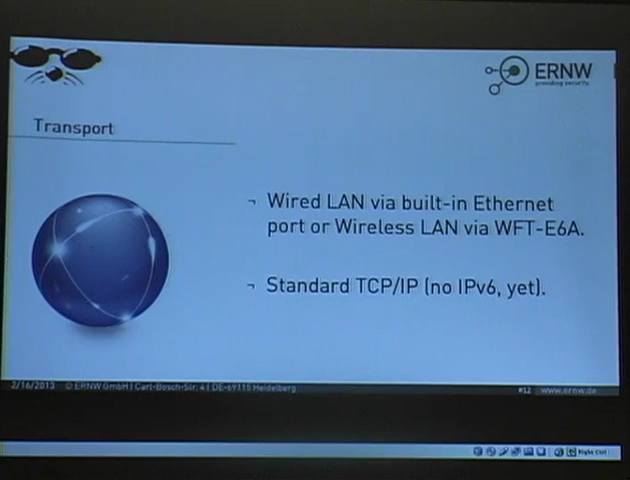 ERNW
providing security.
Transport
¬ Wired LAN via built-in Ethernet
port or Wireless LAN via WFT-E6A.
¬ Standard TCP/IP (no IPv6, yet).
2/16/2013 © ERNW GmbH | Carl-Bosch-Str. 4 | DE-69115 Heidelberg #12 www.ernw.de
Right Ctrl